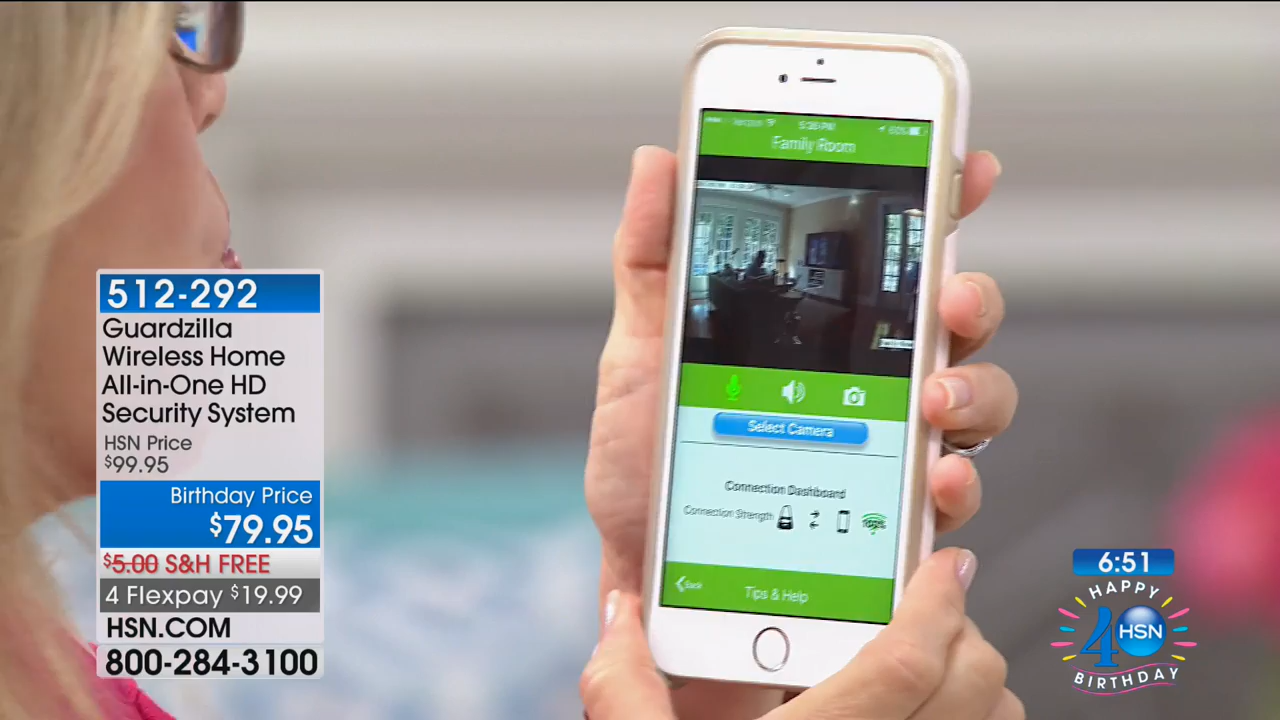 512-292
Guardzilla
Wireless Home
All-in-One HD
Security System
HSN Price
$99.95
Birthday Price
$79.95
$5.00 S&H FREE
4 Flexpay $19.99
HSN.COM
800-284-3100
Family Room
Select Camera
Connection Dashboard
Connection Strength
100%
Back
Tips & Help
6:51
HAPPY
40
HSN
BIRTHDAY